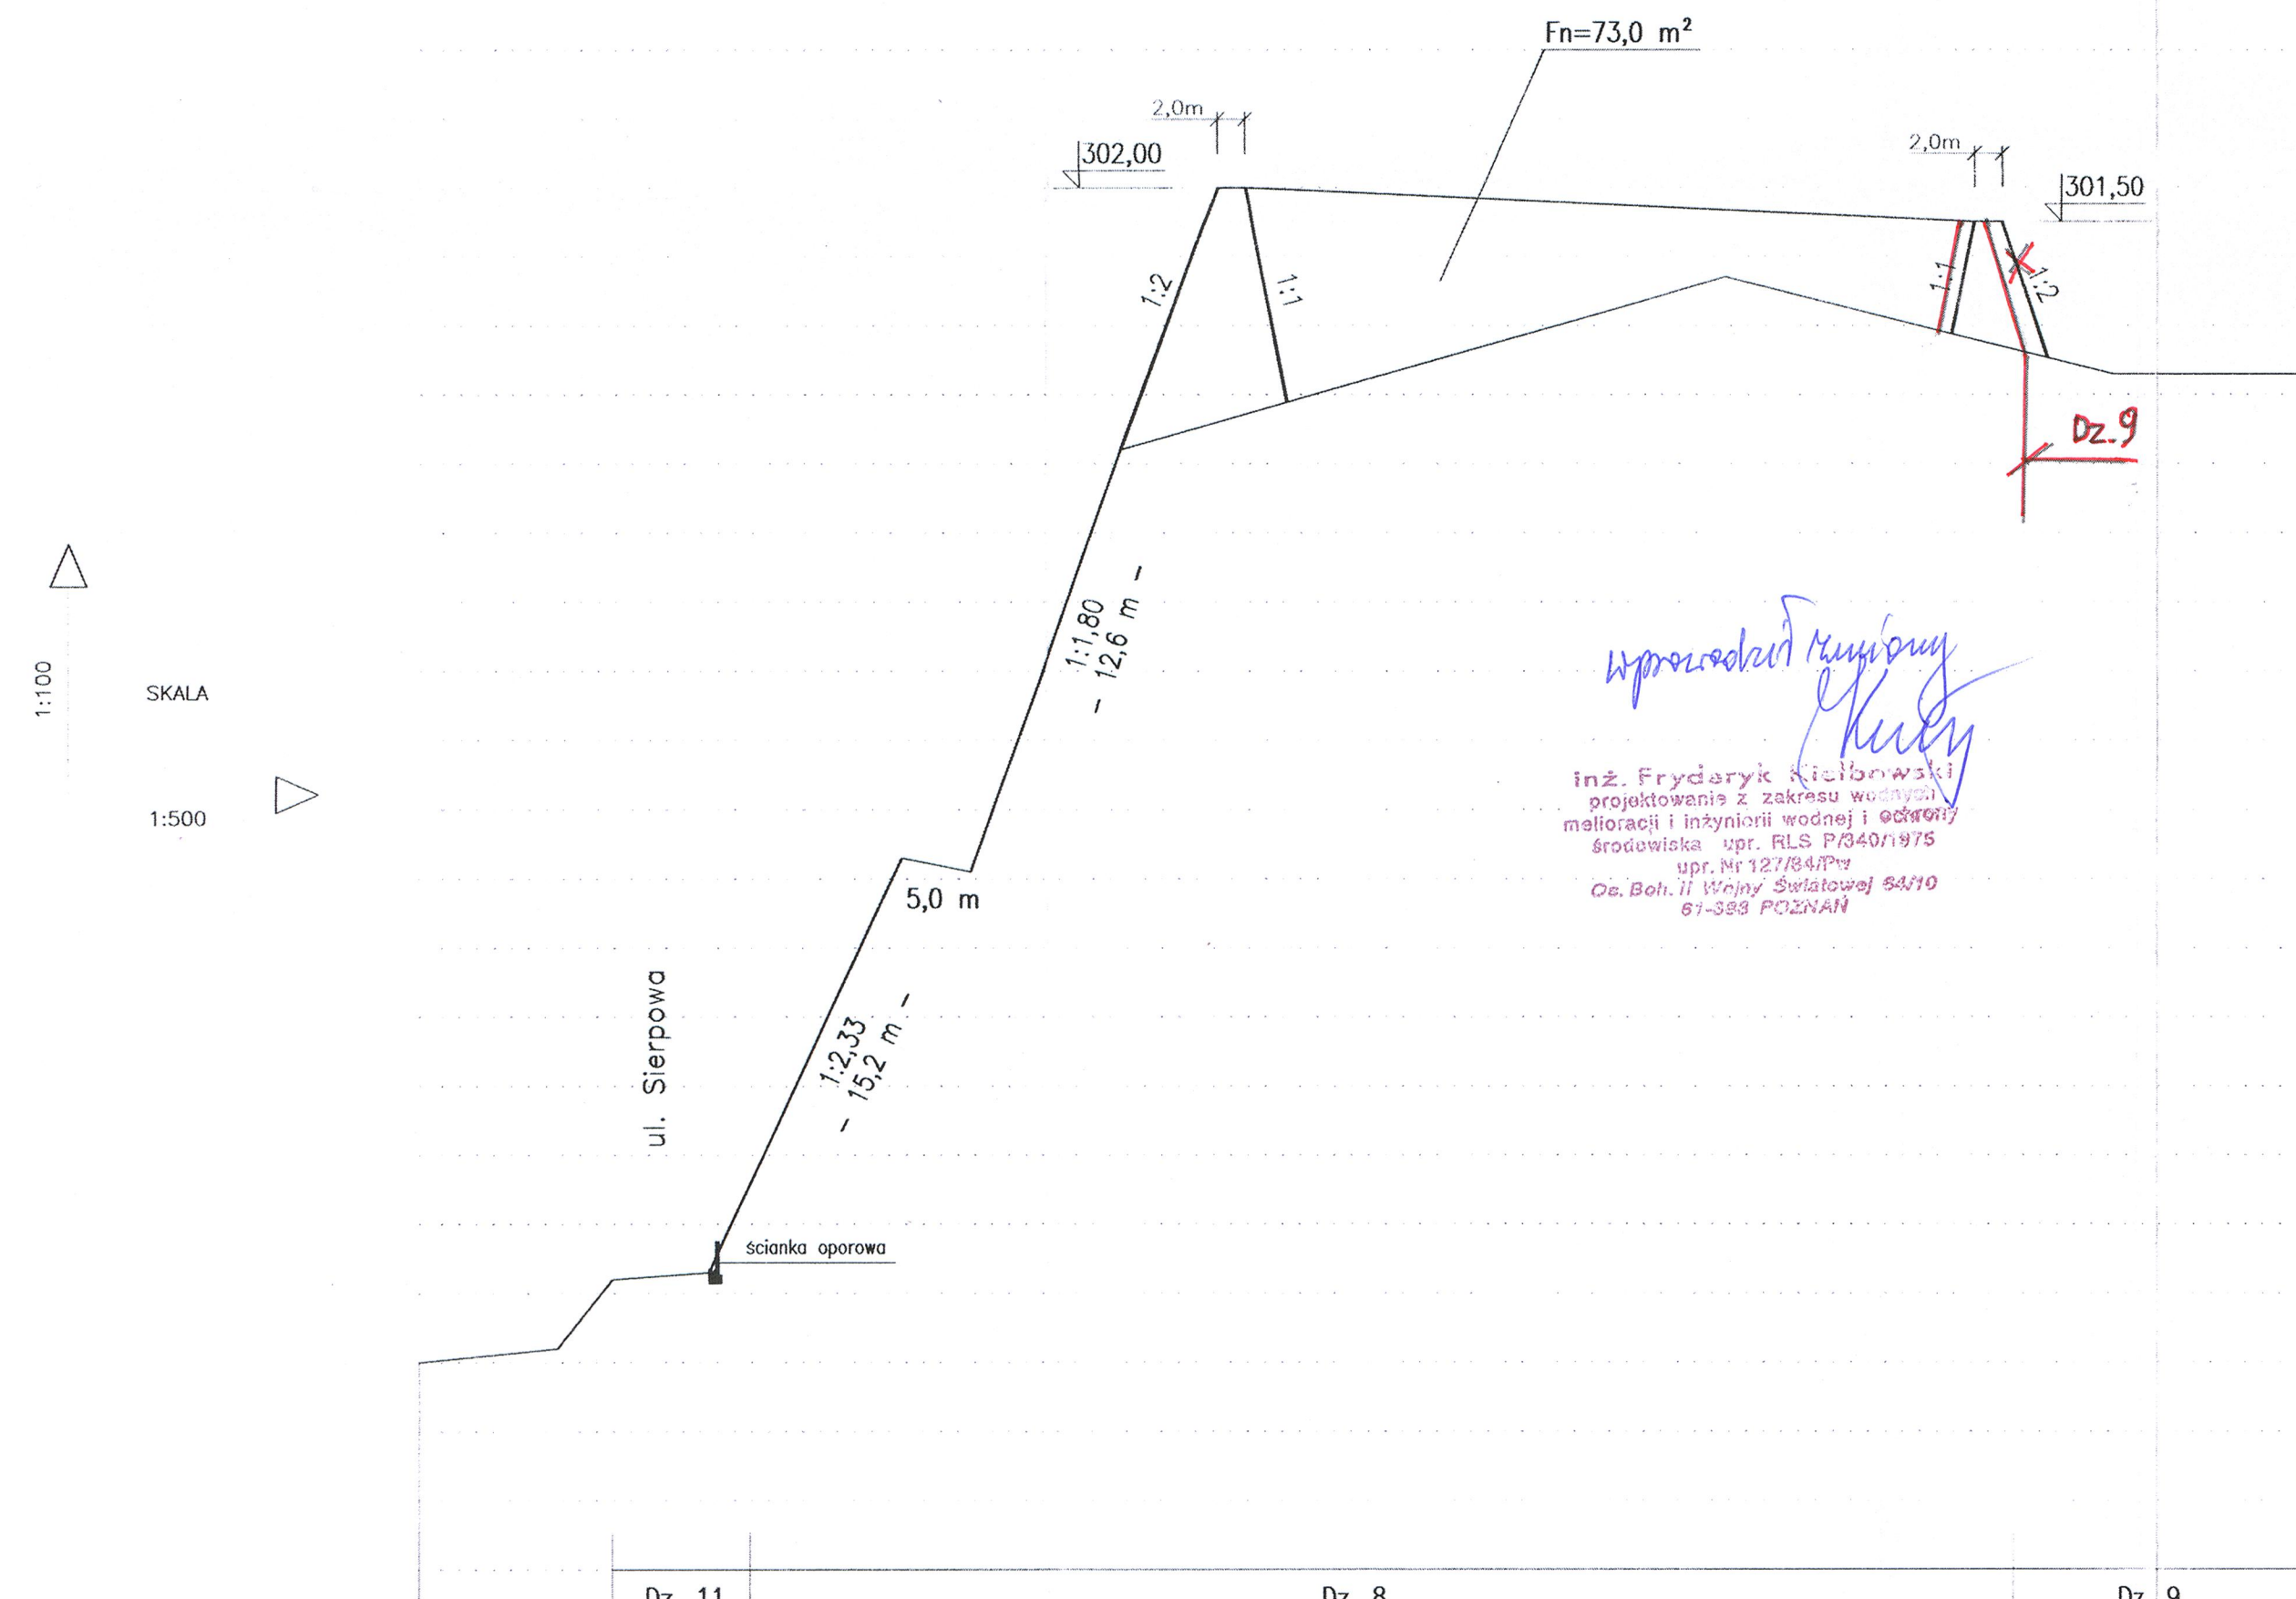 Fn=73,0 m²
2,0m
302,00
2,0m
301,50
1:2
1:1
1:1
1:2
Dz.9
1:1,80
- 12,6 m -
1:100
SKALA
1:500
wprowadził zmiany
inż. Fryderyk Kiełbowski
projektowanie z zakresu wodnych
melioracji i inżynierii wodnej i ochrony
środowiska upr. RLS P/340/1975
upr. Nr 127/84/Pw
Os. Boh. II Wojny Światowej 64/10
61-393 POZNAŃ
5,0 m
ul. Sierpowa
1:2,33
- 15,2 m -
ścianka oporowa
Dz. 11
Dz. 8
Dz. 9